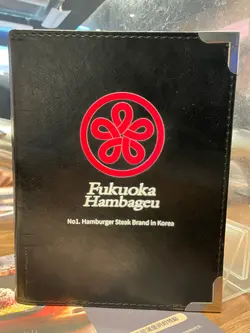 Fukuoka
Hambageu
No1. Hamburger Steak Brand in Korea